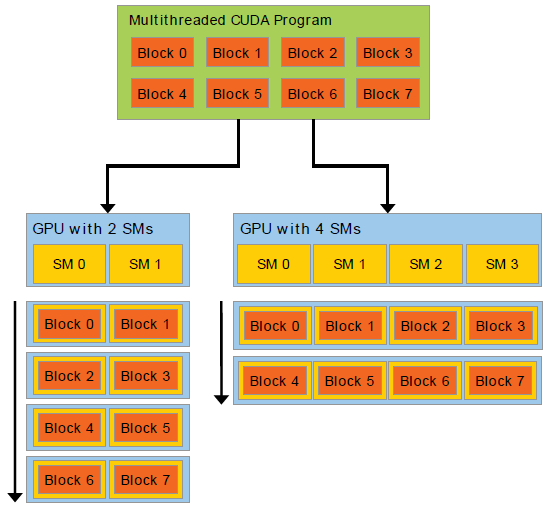 Multithreaded CUDA Program
Block 0 Block 1 Block 2 Block 3
Block 4 Block 5 Block 6 Block 7
GPU with 2 SMs
SM 0 SM 1
Block 0 Block 1
Block 2 Block 3
Block 4 Block 5
Block 6 Block 7
GPU with 4 SMs
SM 0 SM 1 SM 2 SM 3
Block 0 Block 1 Block 2 Block 3
Block 4 Block 5 Block 6 Block 7